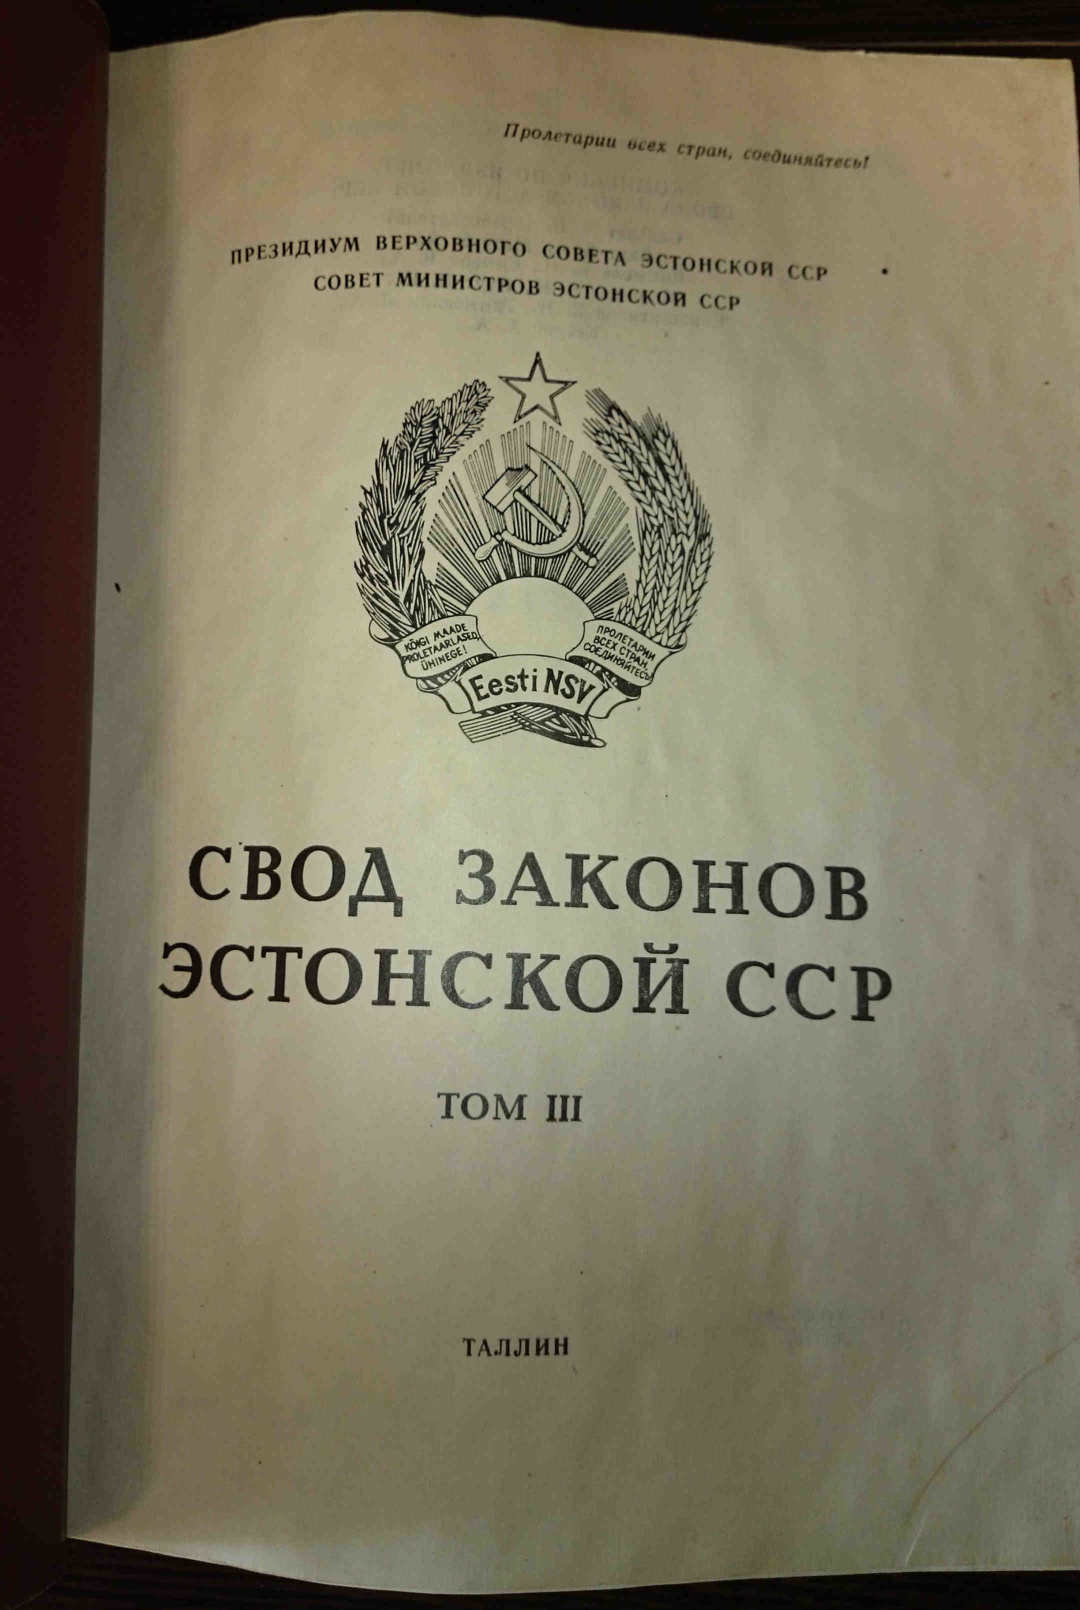 Пролетарии всех стран, соединяйтесь!
ПРЕЗИДИУМ ВЕРХОВНОГО СОВЕТА ЭСТОНСКОЙ ССР
СОВЕТ МИНИСТРОВ ЭСТОНСКОЙ ССР
KÕIGI MAADE
PROLETAARLASED,
ÜHINEGE!
ПРОЛЕТАРИИ
ВСЕХ СТРАН,
СОЕДИНЯЙТЕСЬ
Eesti NSV
СВОД ЗАКОНОВ
ЭСТОНСКОЙ ССР
ТОМ III
ТАЛЛИН